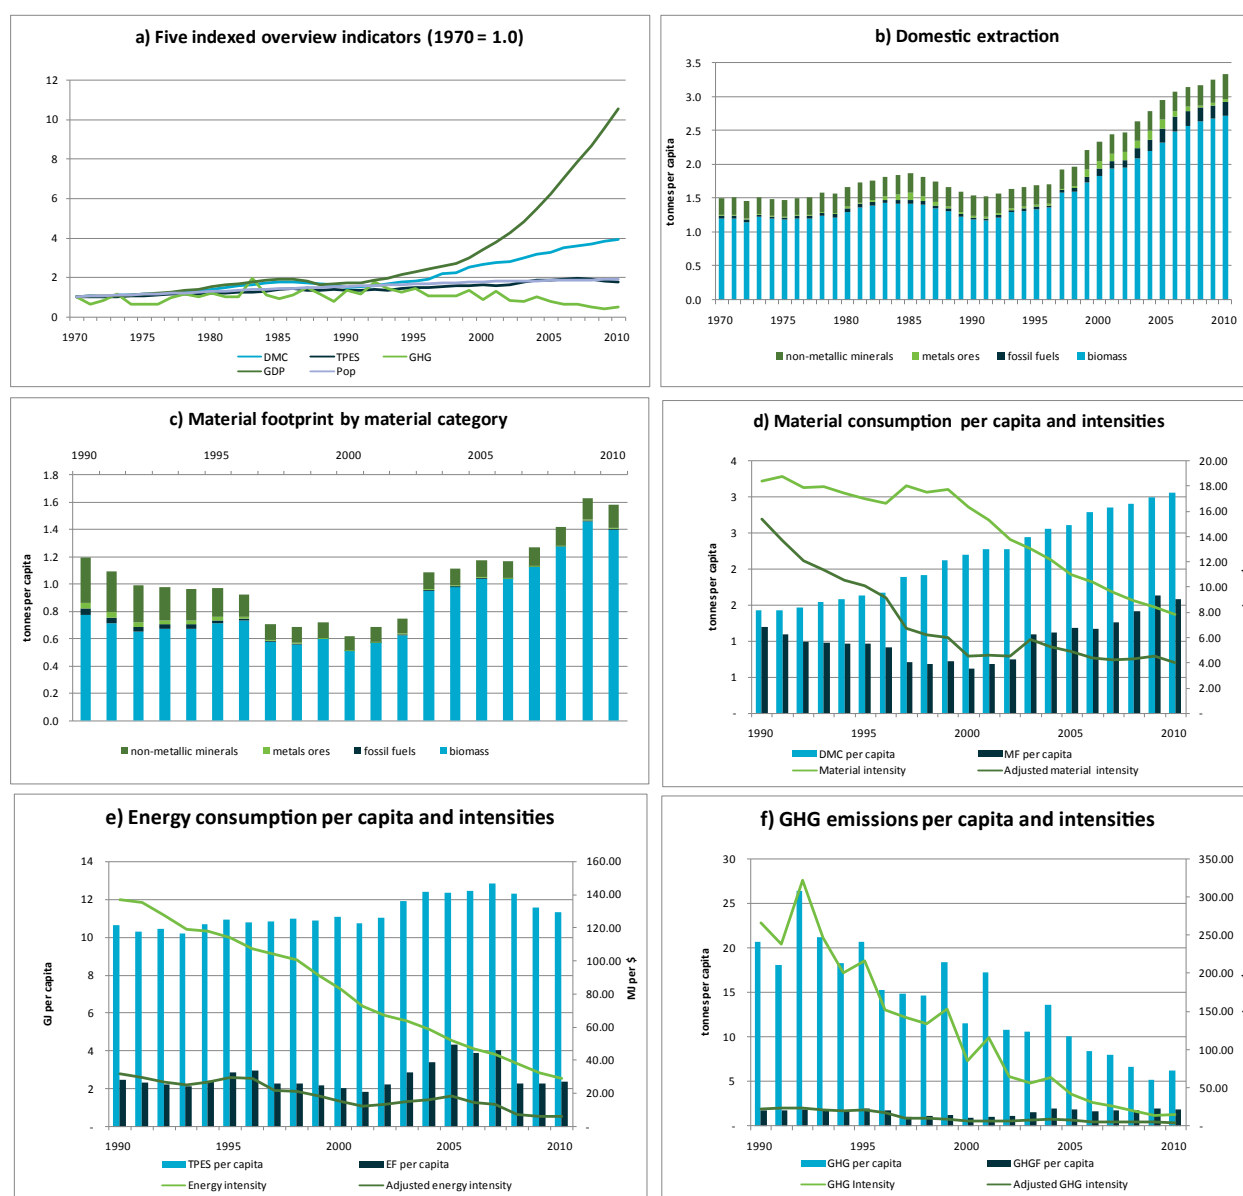 a) Five indexed overview indicators (1970 = 1.0)
12
10
8
6
4
2
0
1970 1975 1980 1985 1990 1995 2000 2005 2010
DMC TPES GHG
GDP Pop
b) Domestic extraction
tonnes per capita
3.5
3.0
2.5
2.0
1.5
1.0
0.0
1970 1975 1980 1985 1990 1995 2000 2005 2010
non-metallic minerals metals ores fossil fuels biomass
c) Material footprint by material category
1990 1995 2000 2005 2010
tonnes per capita
1.8
1.6
1.4
1.2
1.0
0.8
0.6
0.4
0.2
0.0
non-metallic minerals metals ores fossil fuels biomass
d) Material consumption per capita and intensities
tonnes per capita
4
3
3
2
2
1
1
-
20.00
18.00
16.00
14.00
12.00
10.00
8.00
6.00
4.00
2.00
-
1990 1995 2000 2005 2010
DMC per capita MF per capita
Material intensity Adjusted material intensity
e) Energy consumption per capita and intensities
GJ per capita
14
12
10
8
6
4
2
-
160.00
140.00
120.00
100.00
80.00
60.00
40.00
20.00
-
MJ per $
1990 1995 2000 2005 2010
TPES per capita EF per capita
Energy intensity Adjusted energy intensity
f) GHG emissions per capita and intensities
tonnes per capita
30
25
20
15
10
5
-
350.00
300.00
250.00
200.00
150.00
100.00
50.00
-
1990 1995 2000 2005 2010
GHG per capita GHGF per capita
GHG Intensity Adjusted GHG intensity